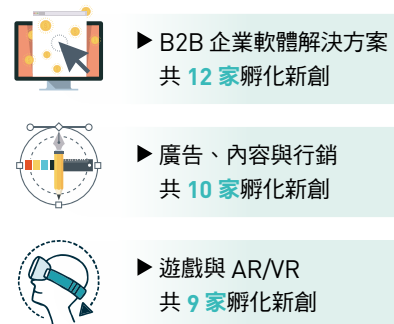 ▶ B2B 企業軟體解決方案
共 12 家孵化新創
▶ 廣告、內容與行銷
共 10 家孵化新創
▶ 遊戲與 AR/VR
共 9 家孵化新創